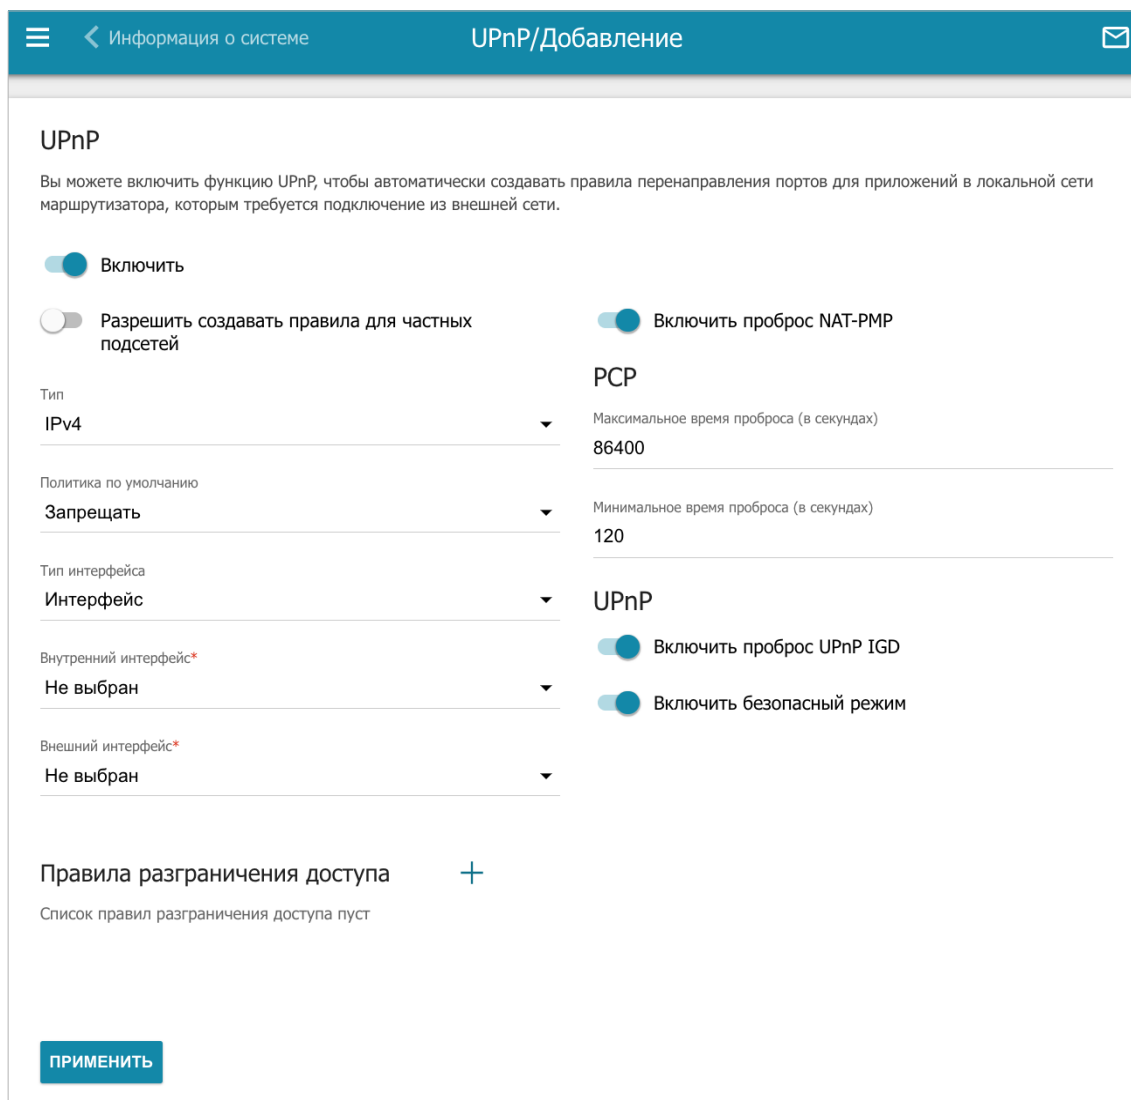 Информация о системе
UPnP/Добавление
UPnP
Вы можете включить функцию UPnP, чтобы автоматически создавать правила перенаправления портов для приложений в локальной сети
маршрутизатора, которым требуется подключение из внешней сети.
Включить
Разрешить создавать правила для частных
подсетей
Тип
IPv4
Политика по умолчанию
Запрещать
Тип интерфейса
Интерфейс
Внутренний интерфейс*
Не выбран
Внешний интерфейс*
Не выбран
Включить проброс NAT-PMP
PCP
Максимальное время проброса (в секундах)
86400
Минимальное время проброса (в секундах)
120
UPnP
Включить проброс UPnP IGD
Включить безопасный режим
Правила разграничения доступа
Список правил разграничения доступа пуст
ПРИМЕНИТЬ